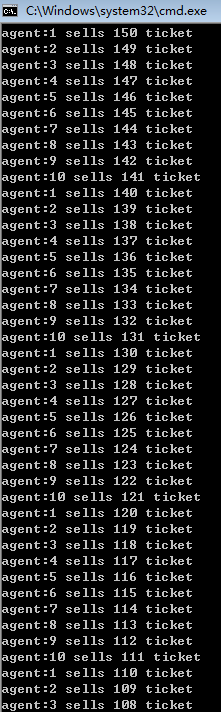 C:\Windows\system32\cmd.exe
agent:1 sells 150 ticket
agent:2 sells 149 ticket
agent:3 sells 148 ticket
agent:4 sells 147 ticket
agent:5 sells 146 ticket
agent:6 sells 145 ticket
agent:7 sells 144 ticket
agent:8 sells 143 ticket
agent:9 sells 142 ticket
agent:10 sells 141 ticket
agent:1 sells 140 ticket
agent:2 sells 139 ticket
agent:3 sells 138 ticket
agent:4 sells 137 ticket
agent:5 sells 136 ticket
agent:6 sells 135 ticket
agent:7 sells 134 ticket
agent:8 sells 133 ticket
agent:9 sells 132 ticket
agent:10 sells 131 ticket
agent:1 sells 130 ticket
agent:2 sells 129 ticket
agent:3 sells 128 ticket
agent:4 sells 127 ticket
agent:5 sells 126 ticket
agent:6 sells 125 ticket
agent:7 sells 124 ticket
agent:8 sells 123 ticket
agent:9 sells 122 ticket
agent:10 sells 121 ticket
agent:1 sells 120 ticket
agent:2 sells 119 ticket
agent:3 sells 118 ticket
agent:4 sells 117 ticket
agent:5 sells 116 ticket
agent:6 sells 115 ticket
agent:7 sells 114 ticket
agent:8 sells 113 ticket
agent:9 sells 112 ticket
agent:10 sells 111 ticket
agent:1 sells 110 ticket
agent:2 sells 109 ticket
agent:3 sells 108 ticket